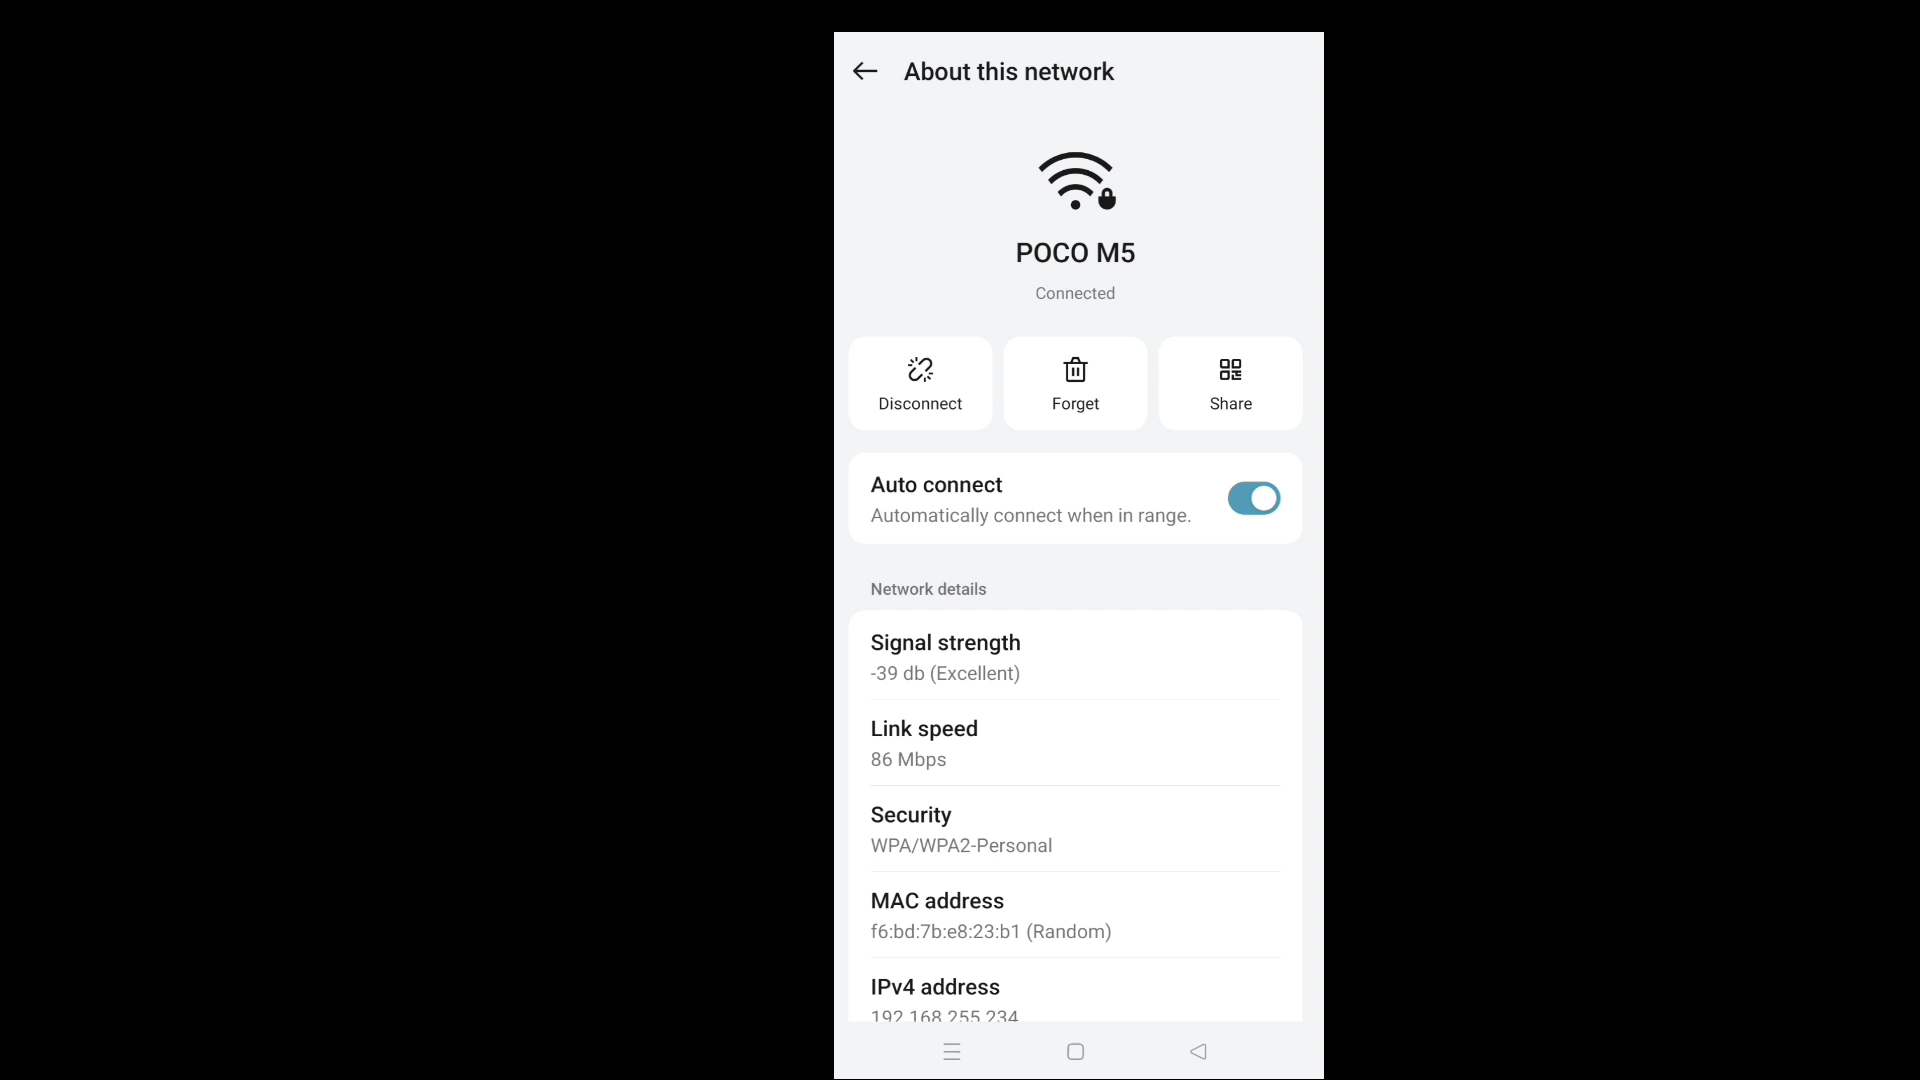 About this network
POCO M5
Connected
Disconnect
Forget
Share
Auto connect
Automatically connect when in range.
Network details
Signal strength
-39 db (Excellent)
Link speed
86 Mbps
Security
WPA/WPA2-Personal
MAC address
f6:bd:7b:e8:23:b1 (Random)
IPv4 address
192.168.255.234